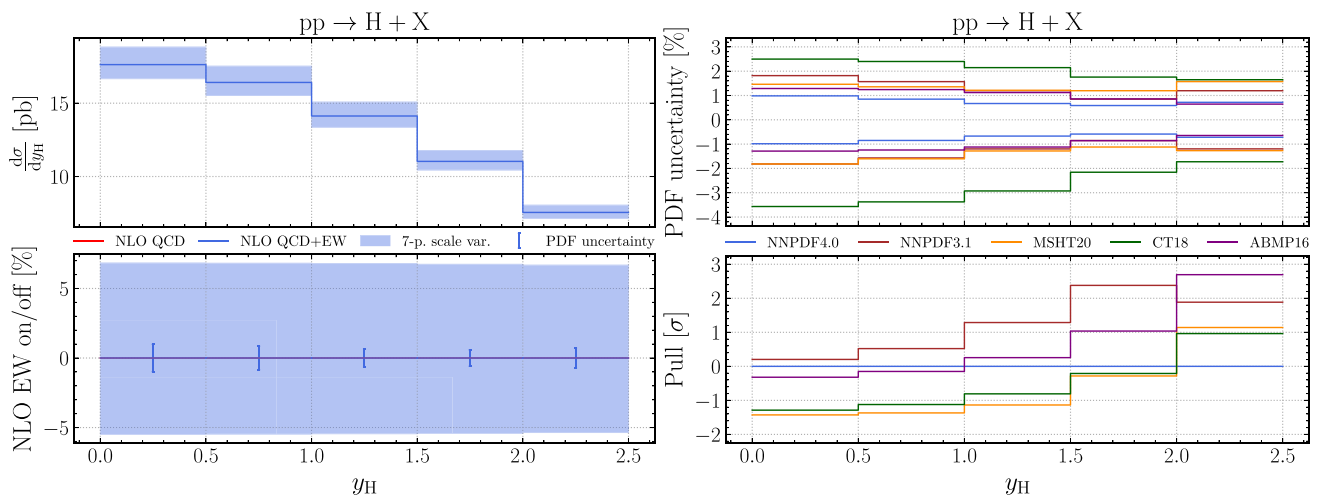 pp → H + X
dσ/dy_H [pb]
15
10
NLO QCD
NLO QCD+EW
7-p. scale var.
PDF uncertainty
NLO EW on/off [%]
5
0
−5
0.0 0.5 1.0 1.5 2.0 2.5
y_H
pp → H + X
PDF uncertainty [%]
3
2
1
0
−1
−2
−3
−4
NNPDF4.0
NNPDF3.1
MSHT20
CT18
ABMP16
Pull [σ]
3
2
1
0
−1
−2
0.0 0.5 1.0 1.5 2.0 2.5
y_H